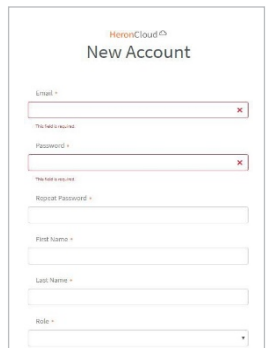 HeronCloud
New Account
Email *
This field is required.
Password *
This field is required.
Repeat Password *
First Name *
Last Name *
Role *